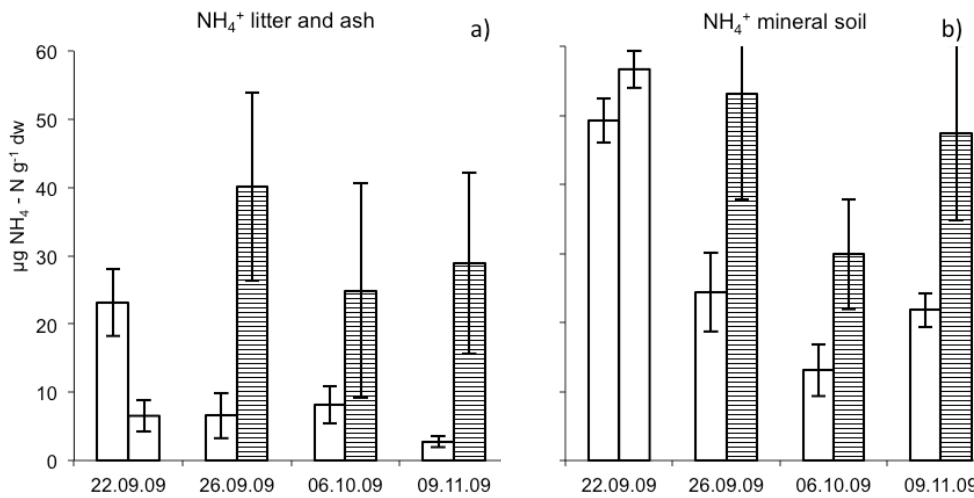 NH₄⁺ litter and ash
a)
NH₄⁺ mineral soil
b)
µg NH₄ - N g⁻¹ dw
60
50
40
30
20
10
0
22.09.09 26.09.09 06.10.09 09.11.09
22.09.09 26.09.09 06.10.09 09.11.09